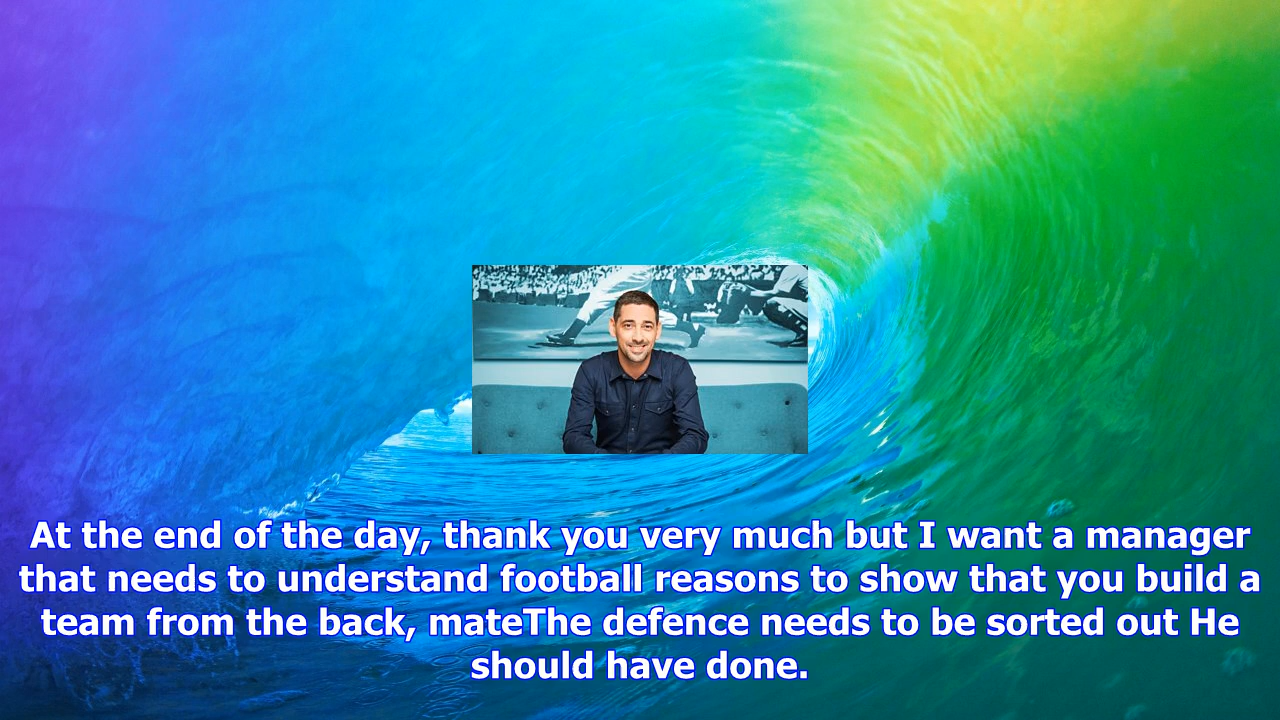 At the end of the day, thank you very much but I want a manager
that needs to understand football reasons to show that you build a
team from the back, mateThe defence needs to be sorted out He
should have done.